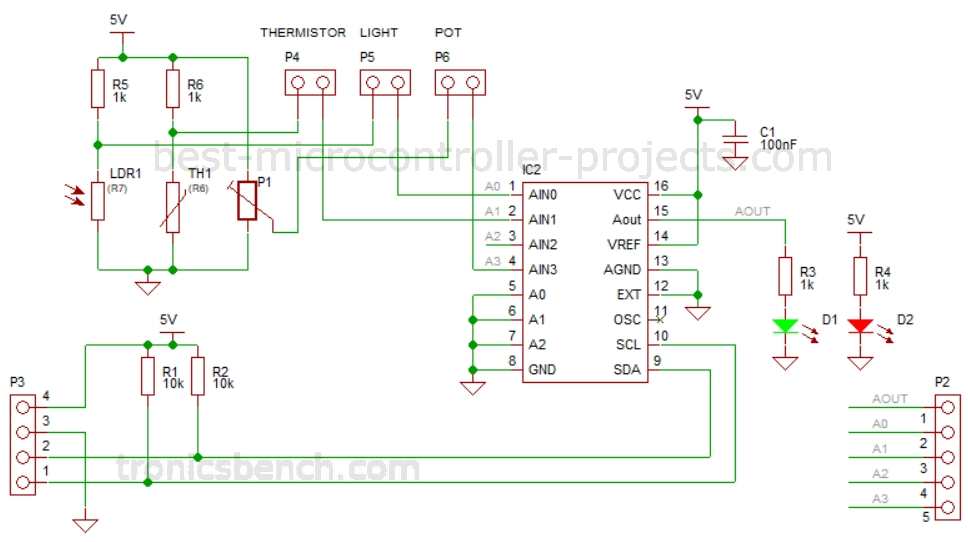 5V
THERMISTOR LIGHT POT
P4 P5 P6
R5 1k
R6 1k
5V
C1
100nF
best-microcontroller-projects.com
LDR1
(R7)
TH1
(R6)
P1
IC2
A0 1 AIN0 VCC 16
A1 2 AIN1 Aout 15 AOUT
A2 3 AIN2 VREF 14
A3 4 AIN3 AGND 13
5 A0 EXT 12
6 A1 OSC 11
7 A2 SCL 10
8 GND SDA 9
5V
R3
1k
R4
1k
D1
D2
5V
R1
10k
R2
10k
P3
4
3
2
1
tronicsbench.com
P2
AOUT 1
A0 2
A1 3
A2 4
A3 5